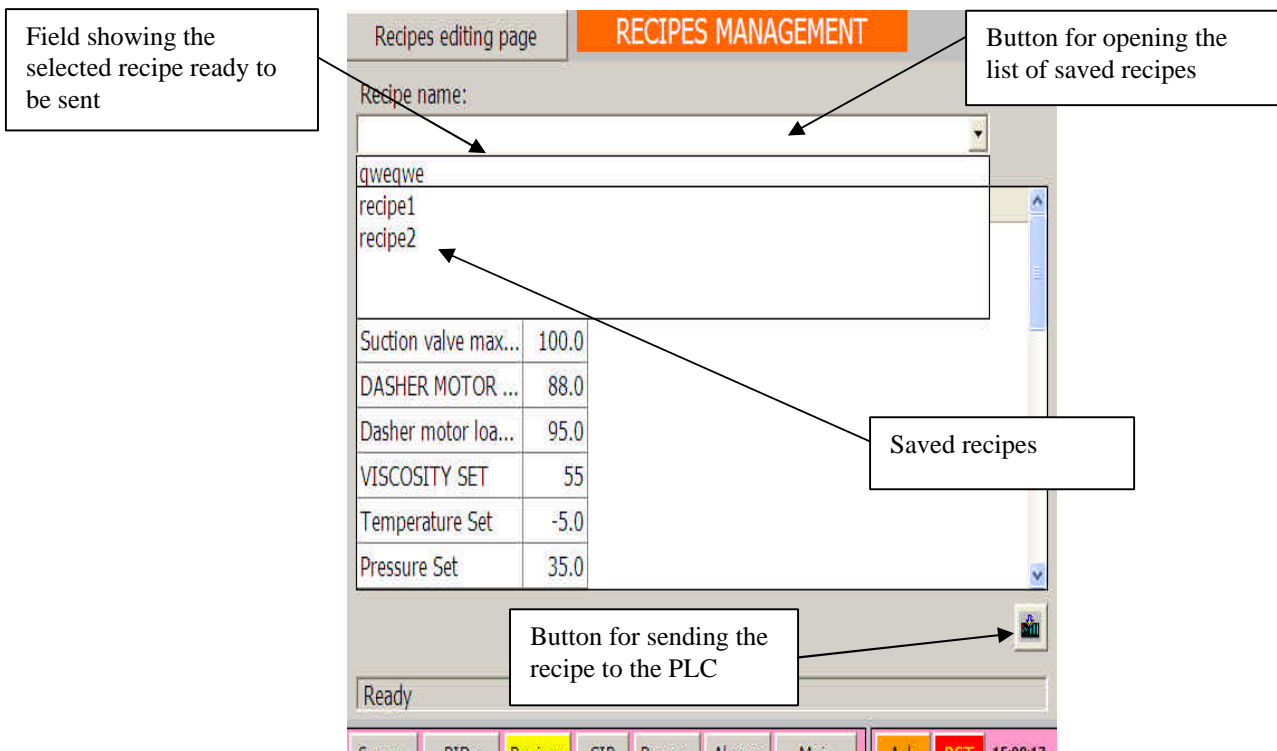 Field showing the
selected recipe ready to
be sent
Recipes editing page
RECIPES MANAGEMENT
Button for opening the
list of saved recipes
Recipe name:
qweqwe
recipe1
recipe2
Suction valve max... 100.0
DASHER MOTOR ... 88.0
Dasher motor loa... 95.0
VISCOSITY SET 55
Temperature Set -5.0
Pressure Set 35.0
Saved recipes
Button for sending the
recipe to the PLC
Ready